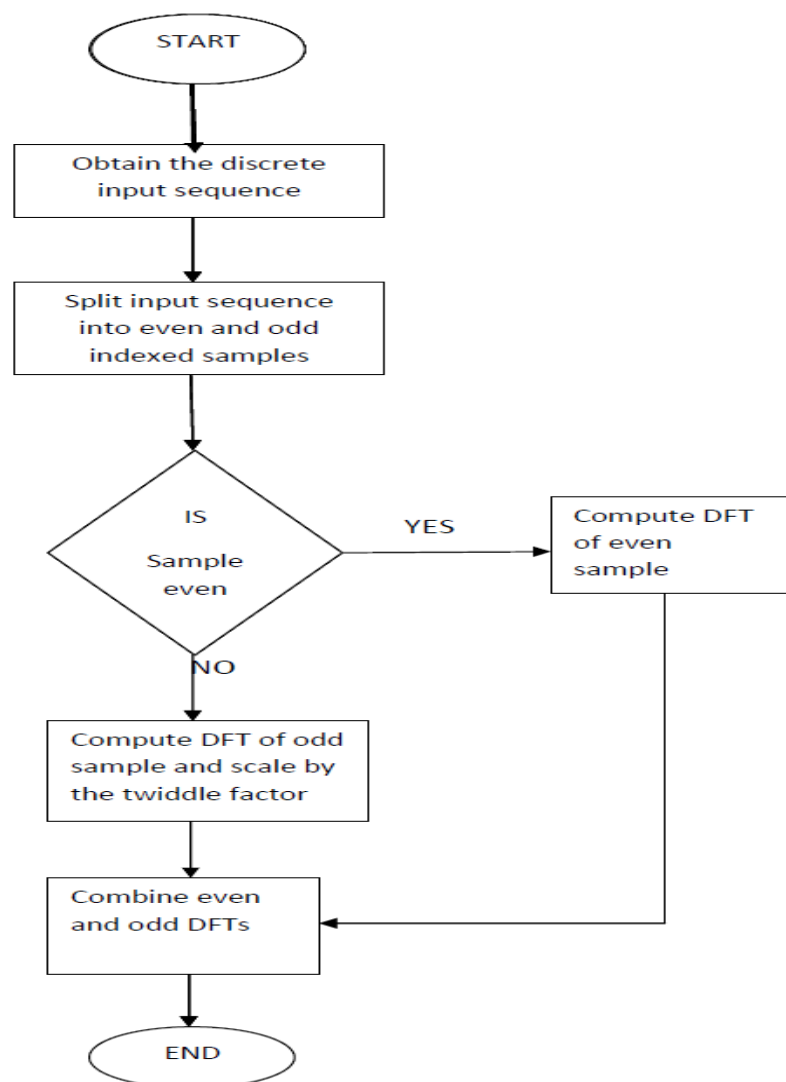 START
Obtain the discrete
input sequence
Split input sequence
into even and odd
indexed samples
IS
Sample
even
YES
Compute DFT
of even
sample
NO
Compute DFT of odd
sample and scale by
the twiddle factor
Combine even
and odd DFTs
END